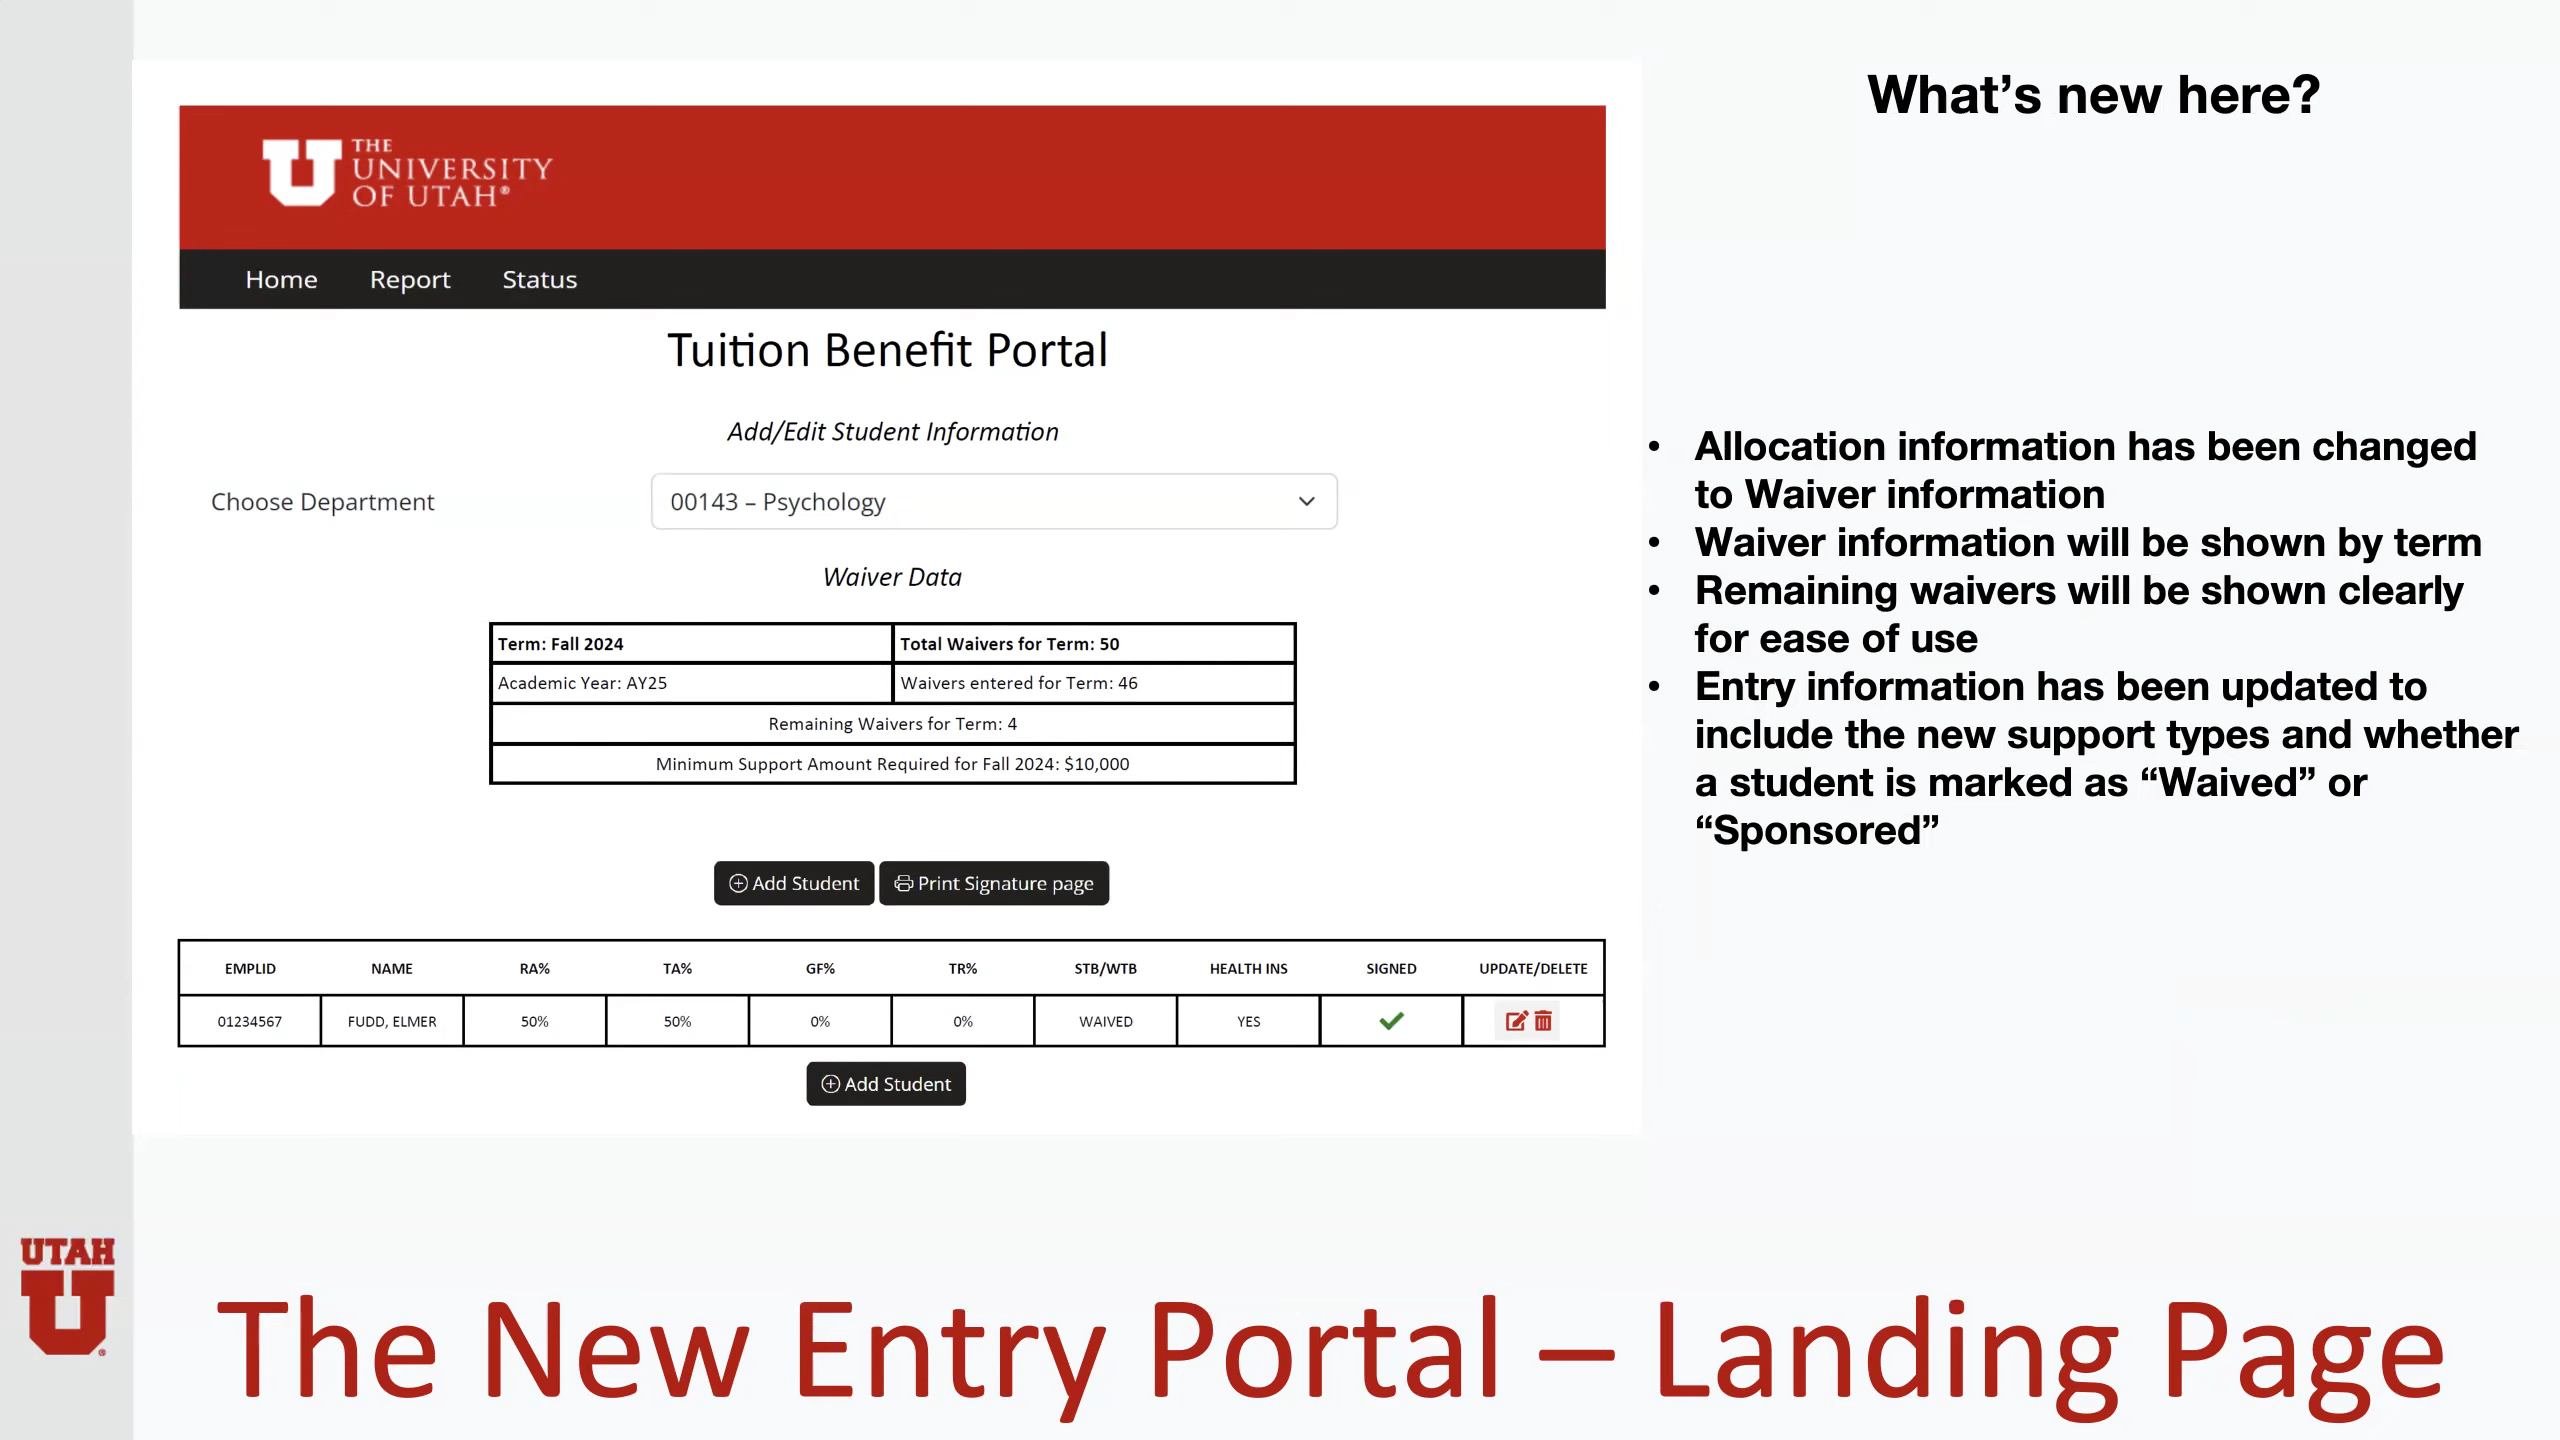 THE
UNIVERSITY
OF UTAH®
Home Report Status
Tuition Benefit Portal
Add/Edit Student Information
Choose Department 00143 – Psychology
Waiver Data
Term: Fall 2024 Total Waivers for Term: 50
Academic Year: AY25 Waivers entered for Term: 46
Remaining Waivers for Term: 4
Minimum Support Amount Required for Fall 2024: $10,000
Add Student Print Signature page
EMPLID NAME RA% TA% GF% TR% STB/WTB HEALTH INS SIGNED UPDATE/DELETE
01234567 FUDD, ELMER 50% 50% 0% 0% WAIVED YES
Add Student
What’s new here?
• Allocation information has been changed
to Waiver information
• Waiver information will be shown by term
• Remaining waivers will be shown clearly
for ease of use
• Entry information has been updated to
include the new support types and whether
a student is marked as “Waived” or
“Sponsored”
UTAH
U®
The New Entry Portal – Landing Page